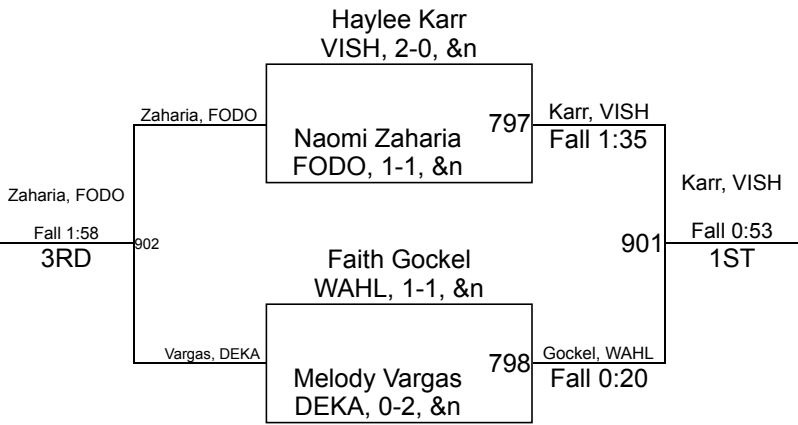 Haylee Karr
VISH, 2-0, &n
Zaharia, FODO
797
Karr, VISH
Naomi Zaharia
FODO, 1-1, &n
Fall 1:35
Zaharia, FODO
Karr, VISH
Fall 1:58
902
3RD
901
Fall 0:53
1ST
Faith Gockel
WAHL, 1-1, &n
Vargas, DEKA
798
Gockel, WAHL
Melody Vargas
DEKA, 0-2, &n
Fall 0:20